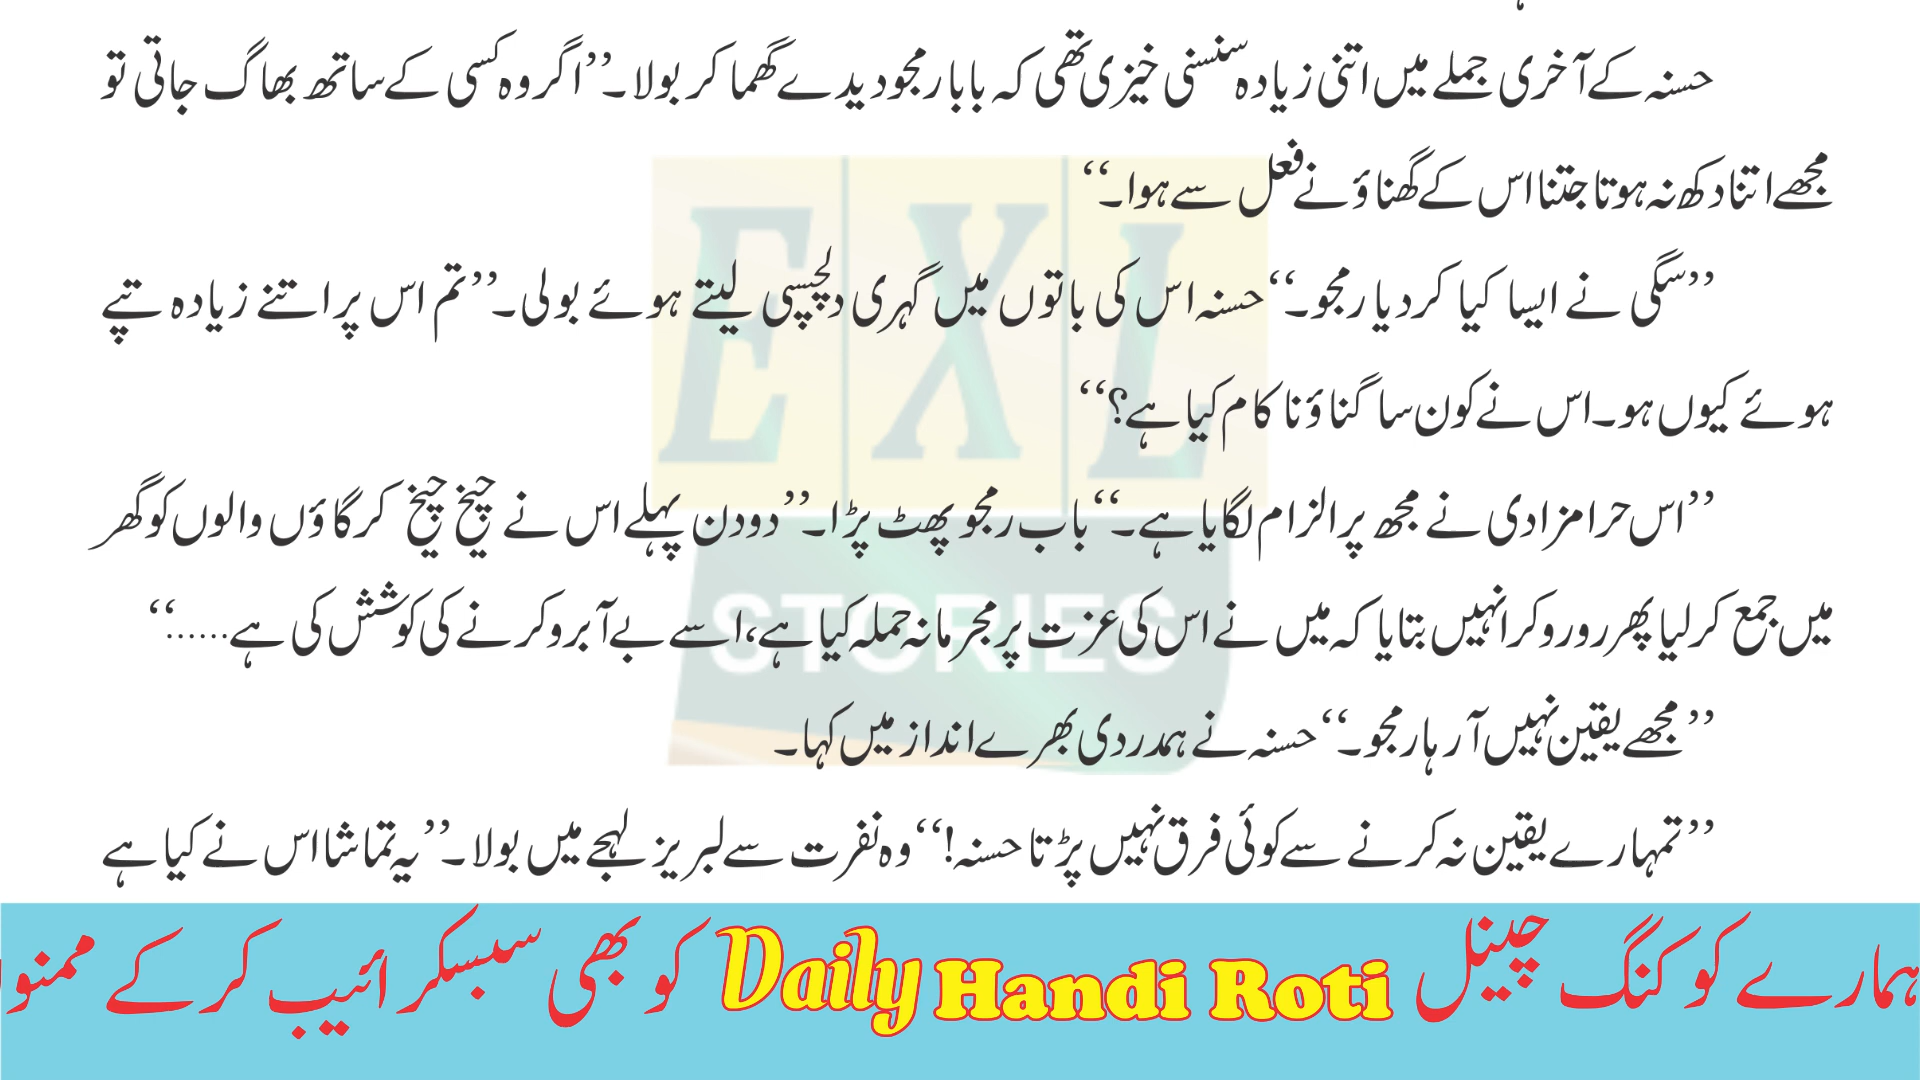 حسنہ کے آخری جملے میں اتنی زیادہ سنسنی خیزی تھی کہ بابا رمجو دیدے گھما کر بولا۔’’اگر وہ کسی کے ساتھ بھاگ جاتی تو
مجھے اتنا دکھ نہ ہوتا جتنا اس کے گھناؤنے فعل سے ہوا۔‘‘
’’سگی نے ایسا کیا کر دیا رمجو۔‘‘حسنہ اس کی باتوں میں گہری دلچسپی لیتے ہوئے بولی۔’’تم اس پر اتنے زیادہ تپے
ہوئے کیوں ہو۔اس نے کون سا گناؤنا کام کیا ہے؟‘‘
’’اس حرامزادی نے مجھ پر الزام لگایا ہے۔‘‘باب رمجو پھٹ پڑا۔’’دو دن پہلے اس نے چیخ چیخ کر گاؤں والوں کو گھر
میں جمع کر لیا پھر رو رو کر انہیں بتایا کہ میں نے اس کی عزت پر مجرمانہ حملہ کیا ہے، اسے بے آبرو کرنے کی کوشش کی ہے......‘‘
’’مجھے یقین نہیں آ رہا رمجو۔‘‘حسنہ نے ہمدردی بھرے انداز میں کہا۔
’’تمہارے یقین نہ کرنے سے کوئی فرق نہیں پڑتا حسنہ!‘‘وہ نفرت سے لبریز لہجے میں بولا۔’’یہ تماشا اس نے کیا ہے
EXL
STORIES
ہمارے کوکنگ چینل Daily Handi Roti کو بھی سبسکرائیب کر کے